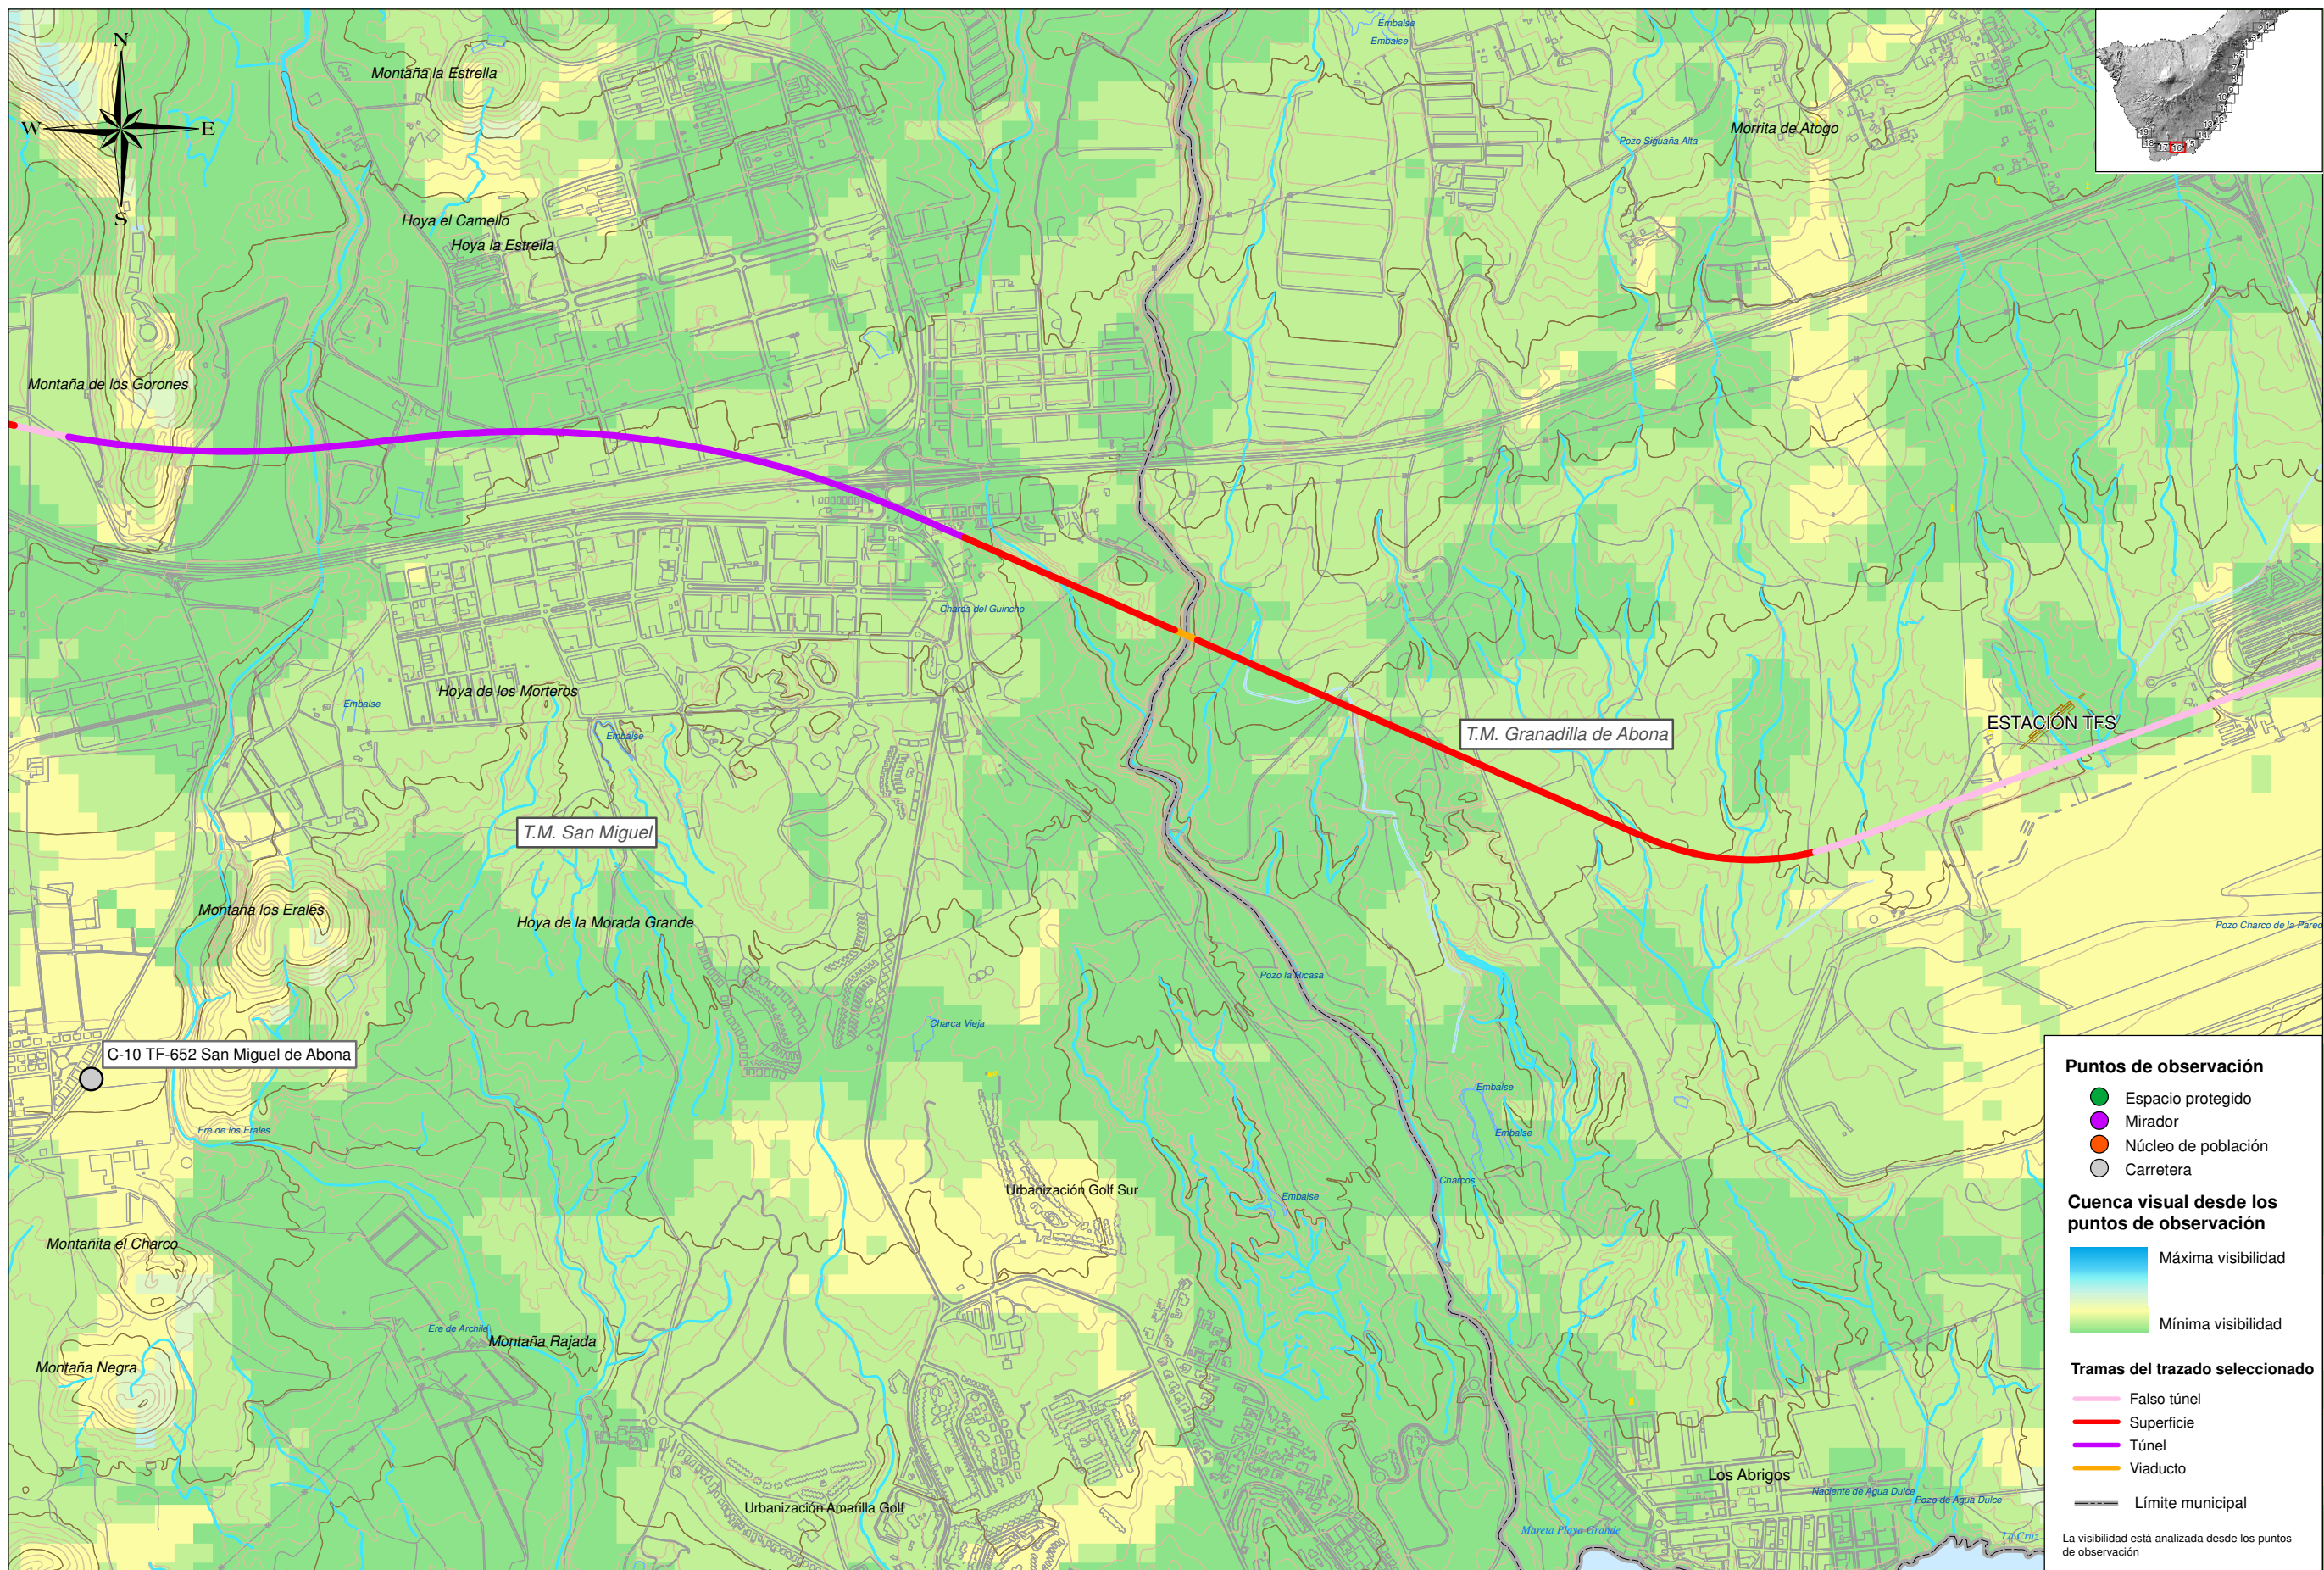 Embalse
Embalse
N
W
E
S
Montaña la Estrella
Morrita de Atogo
Pozo Siguaña Alta
Hoya el Camello
Hoya la Estrella
Montaña de los Gorones
Charca del Guincho
Hoya de los Morteros
Embalse
Embalse
ESTACIÓN TFS
T.M. Granadilla de Abona
T.M. San Miguel
Montaña los Erales
Hoya de la Morada Grande
Pozo Charco de la Pared
Pozo la Ricasa
Charca Vieja
C-10 TF-652 San Miguel de Abona
Embalse
Embalse
Ere de los Erales
Charcos
Urbanización Golf Sur
Embalse
Montañita el Charco
Ere de Archile
Montaña Rajada
Montaña Negra
Los Abrigos
Naciente de Agua Dulce
Pozo de Agua Dulce
Urbanización Amarilla Golf
Mareta Playa Grande
La Cruz
Puntos de observación
Espacio protegido
Mirador
Núcleo de población
Carretera
Cuenca visual desde los
puntos de observación
Máxima visibilidad
Mínima visibilidad
Tramas del trazado seleccionado
Falso túnel
Superficie
Túnel
Viaducto
Límite municipal
La visibilidad está analizada desde los puntos
de observación